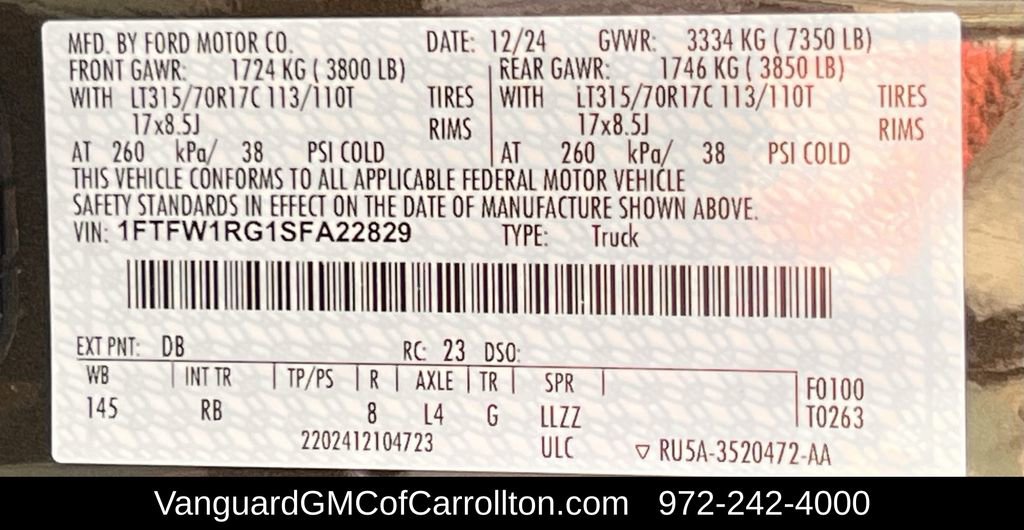 MFD. BY FORD MOTOR CO. DATE: 12/24 GVWR: 3334 KG ( 7350 LB)
FRONT GAWR: 1724 KG ( 3800 LB) REAR GAWR: 1746 KG ( 3850 LB)
WITH LT315/70R17C 113/110T TIRES WITH LT315/70R17C 113/110T TIRES
17x8.5J RIMS 17x8.5J RIMS
AT 260 kPa/ 38 PSI COLD AT 260 kPa/ 38 PSI COLD
THIS VEHICLE CONFORMS TO ALL APPLICABLE FEDERAL MOTOR VEHICLE
SAFETY STANDARDS IN EFFECT ON THE DATE OF MANUFACTURE SHOWN ABOVE.
VIN: 1FTFW1RG1SFA22829 TYPE: Truck
EXT PNT: DB RC: 23 DSO:
WB INT TR TP/PS R AXLE TR SPR F0100
145 RB 8 L4 G LLZZ T0263
2202412104723 ULC ▽ RU5A-3520472-AA
VanguardGMCofCarrollton.com 972-242-4000